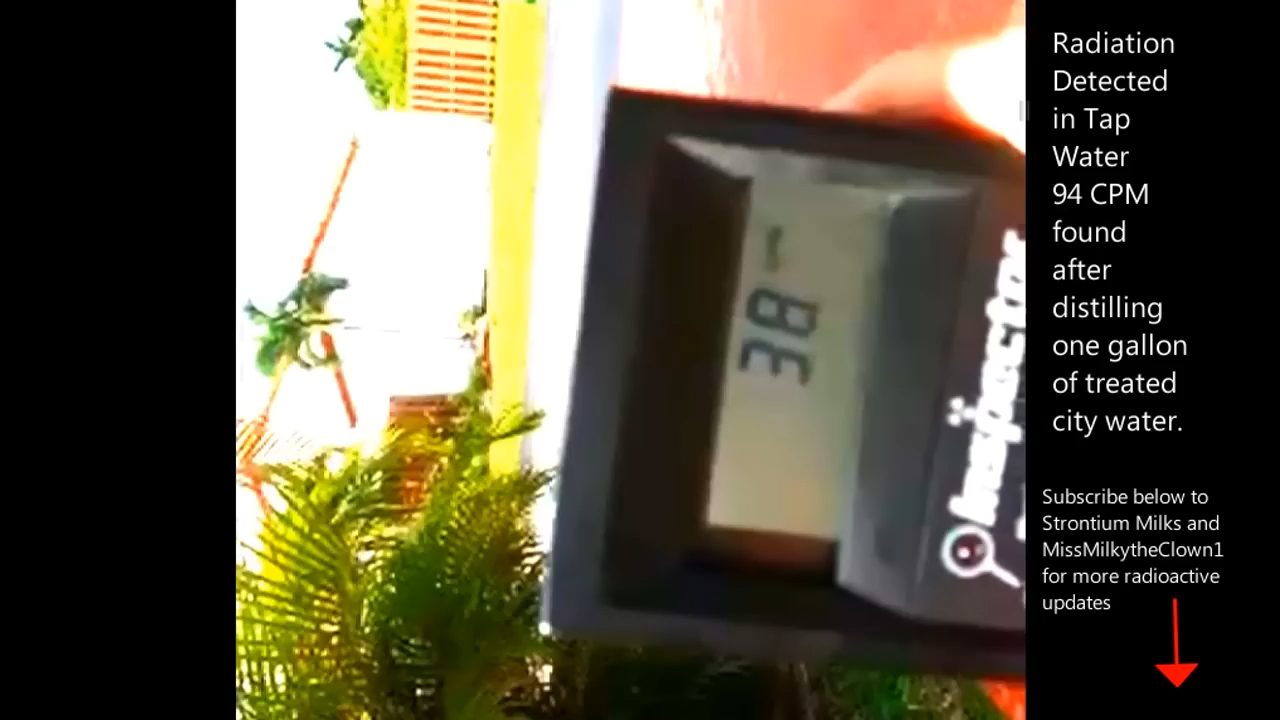 38
Inspector
Radiation
Detected
in Tap
Water
94 CPM
found
after
distilling
one gallon
of treated
city water.
Subscribe below to
Strontium Milks and
MissMilkytheClown1
for more radioactive
updates